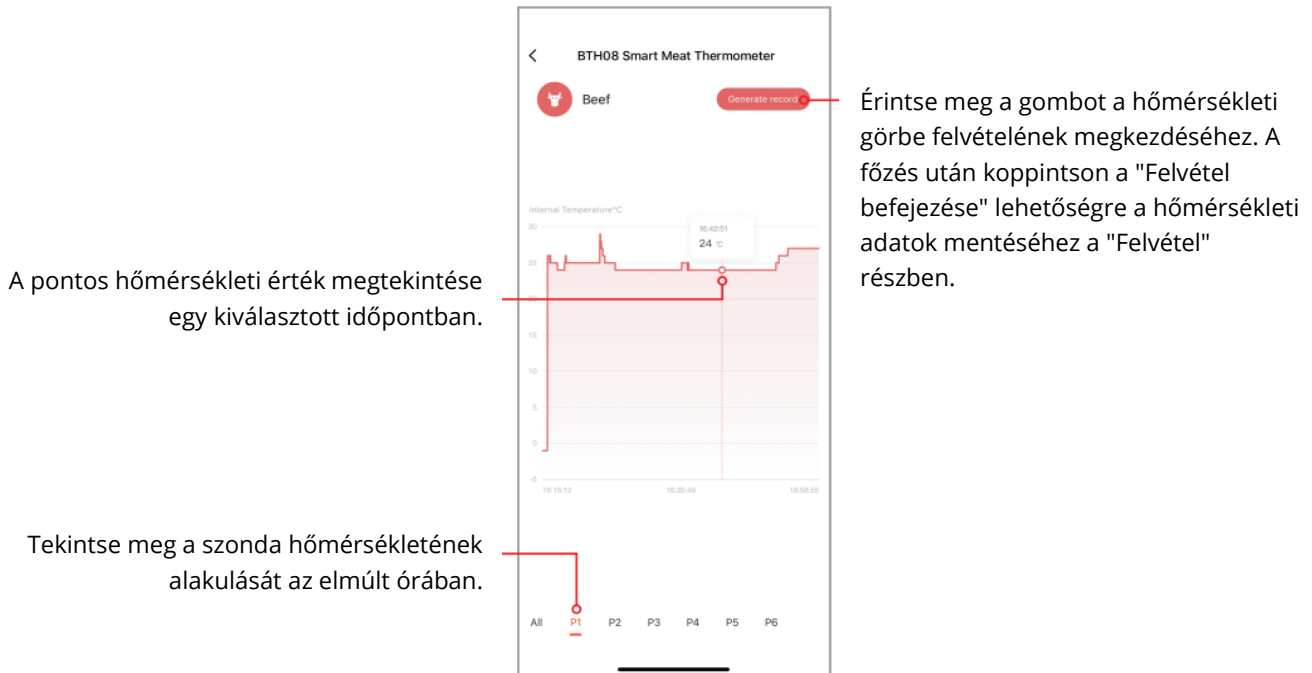 BTH08 Smart Meat Thermometer
Beef
Generate record
Érintse meg a gombot a hőmérsékleti
görbe felvételének megkezdéséhez. A
főzés után koppintson a "Felvétel
befejezése" lehetőségre a hőmérsékleti
adatok mentéséhez a "Felvétel"
részben.
Internal Temperature°C
30
16:42:51
24 °C
25
A pontos hőmérsékleti érték megtekintése
egy kiválasztott időpontban.
15
10
5
0
-5
16:15:13 16:35:49 16:58:55
Tekintse meg a szonda hőmérsékletének
alakulását az elmúlt órában.
All P1 P2 P3 P4 P5 P6